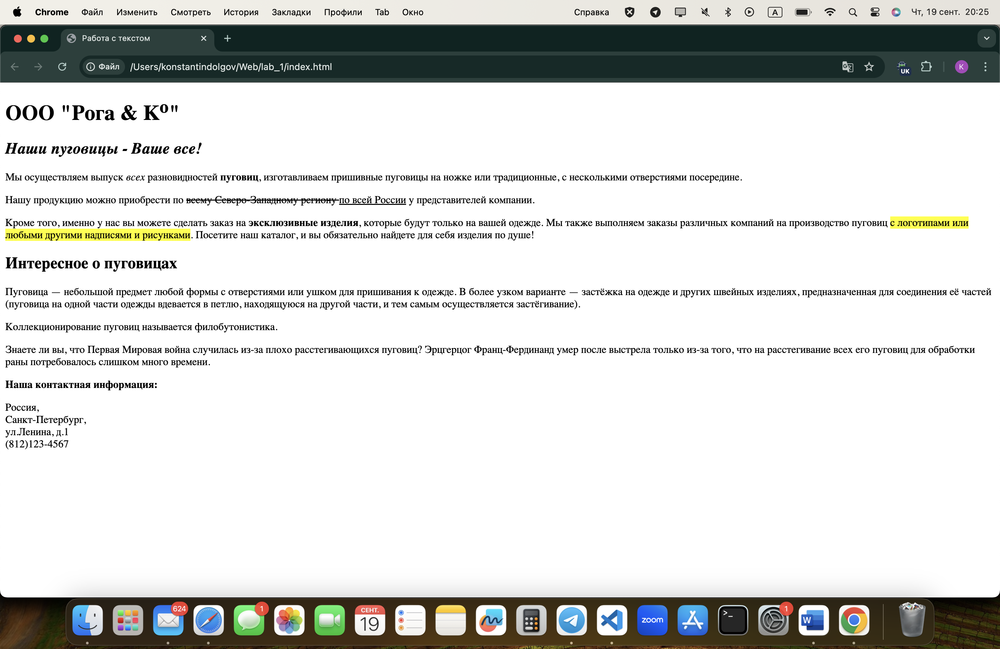 Chrome Файл Изменить Смотреть История Закладки Профили Tab Окно Справка A Чт, 19 сент. 20:25
Работа с текстом
Файл /Users/konstantindolgov/Web/lab_1/index.html UK K
ООО "Рога & Kº"
Наши пуговицы - Ваше все!
Мы осуществляем выпуск всех разновидностей пуговиц, изготавливаем пришивные пуговицы на ножке или традиционные, с несколькими отверстиями посередине.
Нашу продукцию можно приобрести по всему Северо-Западному региону по всей России у представителей компании.
Кроме того, именно у нас вы можете сделать заказ на эксклюзивные изделия, которые будут только на вашей одежде. Мы также выполняем заказы различных компаний на производство пуговиц с логотипами или
любыми другими надписями и рисунками. Посетите наш каталог, и вы обязательно найдете для себя изделия по душе!
Интересное о пуговицах
Пуговица — небольшой предмет любой формы с отверстиями или ушком для пришивания к одежде. В более узком варианте — застёжка на одежде и других швейных изделиях, предназначенная для соединения её частей
(пуговица на одной части одежды вдевается в петлю, находящуюся на другой части, и тем самым осуществляется застёгивание).
Коллекционирование пуговиц называется филобутонистика.
Знаете ли вы, что Первая Мировая война случилась из-за плохо расстегивающихся пуговиц? Эрцгерцог Франц-Фердинанд умер после выстрела только из-за того, что на расстегивание всех его пуговиц для обработки
раны потребовалось слишком много времени.
Наша контактная информация:
Россия,
Санкт-Петербург,
ул.Ленина, д.1
(812)123-4567
624 1 СЕНТ. 1
19 zoom >_ W